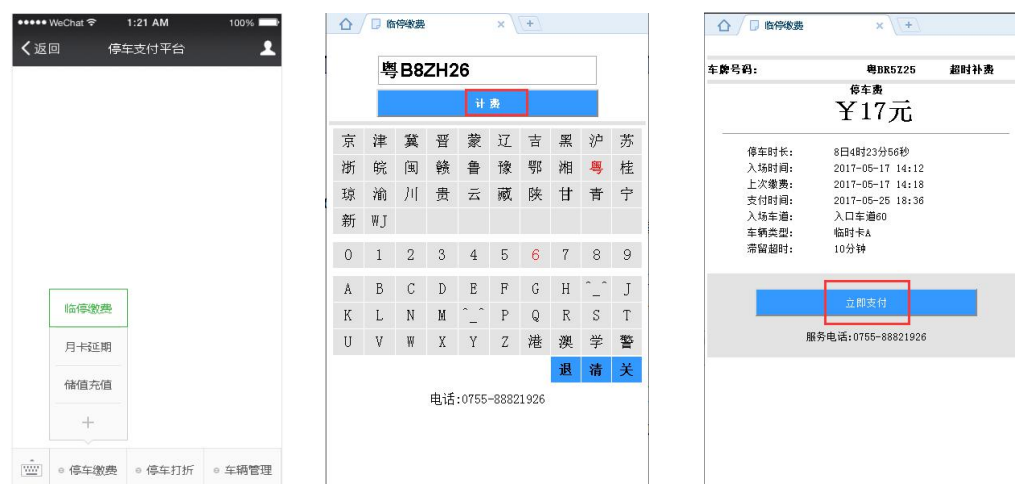 WeChat 1:21 AM 100%
返回 停车支付平台
临停缴费
月卡延期
储值充值
停车缴费 停车打折 车辆管理
临停缴费 × +
粤B8ZH26
计 费
京 津 冀 晋 蒙 辽 吉 黑 沪 苏
浙 皖 闽 赣 鲁 豫 鄂 湘 粤 桂
琼 渝 川 贵 云 藏 陕 甘 青 宁
新 WJ
0 1 2 3 4 5 6 7 8 9
A B C D E F G H ^_^ J
K L N M ^_^ P Q R S T
U V W X Y Z 港 澳 学 警
退 清 关
电话:0755-88821926
临停缴费 × +
车牌号码: 粤BR5Z25 超时补费
停车费
￥17元
停车时长: 8日4时23分56秒
入场时间: 2017-05-17 14:12
上次缴费: 2017-05-17 14:18
支付时间: 2017-05-25 18:36
入场车道: 入口车道60
车辆类型: 临时卡A
滞留超时: 10分钟
立即支付
服务电话:0755-88821926